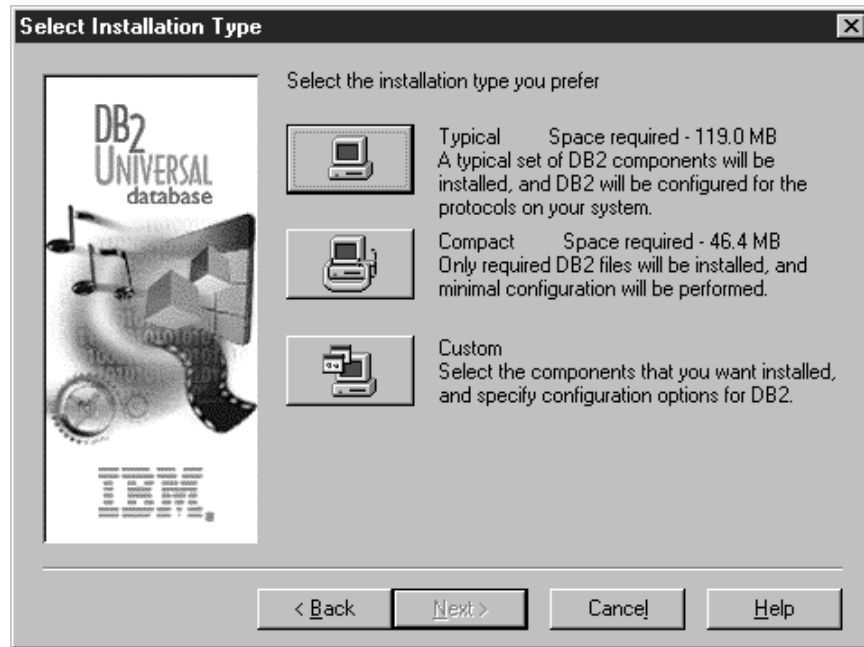 Select Installation Type
Select the installation type you prefer
DB2
UNIVERSAL
database
IBM.
Typical Space required - 119.0 MB
A typical set of DB2 components will be
installed, and DB2 will be configured for the
protocols on your system.
Compact Space required - 46.4 MB
Only required DB2 files will be installed, and
minimal configuration will be performed.
Custom
Select the components that you want installed,
and specify configuration options for DB2.
< Back
Next >
Cancel
Help